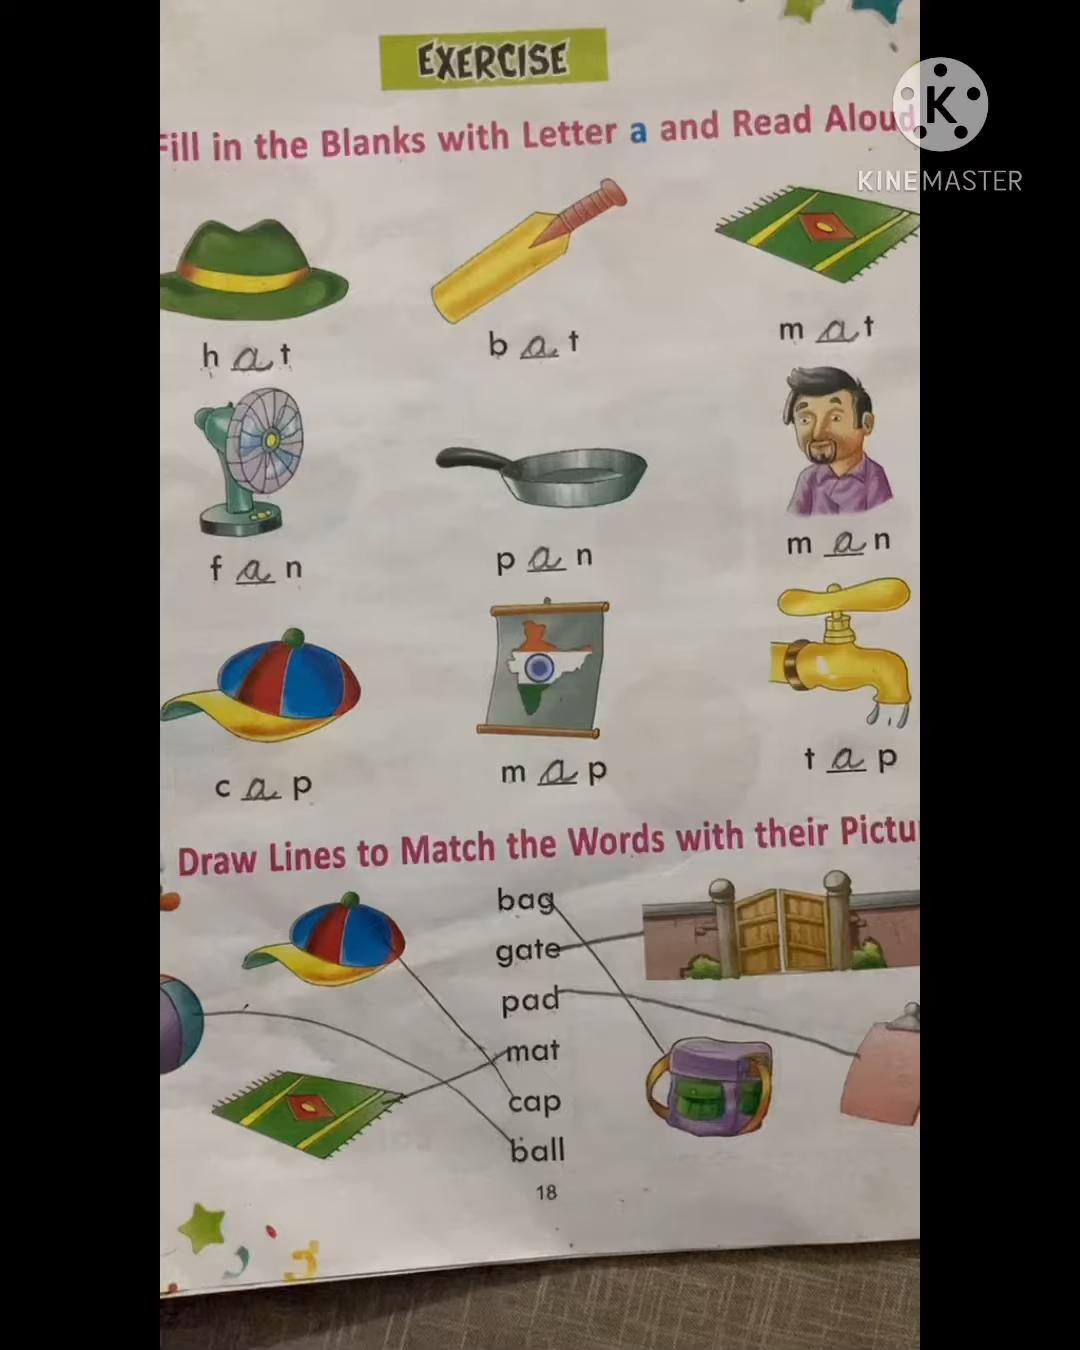 EXERCISE
Fill in the Blanks with Letter a and Read Aloud
KINEMASTER
h a t
b a t
m a t
f a n
p a n
m a n
c a p
m a p
t a p
Draw Lines to Match the Words with their Pictu
bag
gate
pad
mat
cap
ball
18